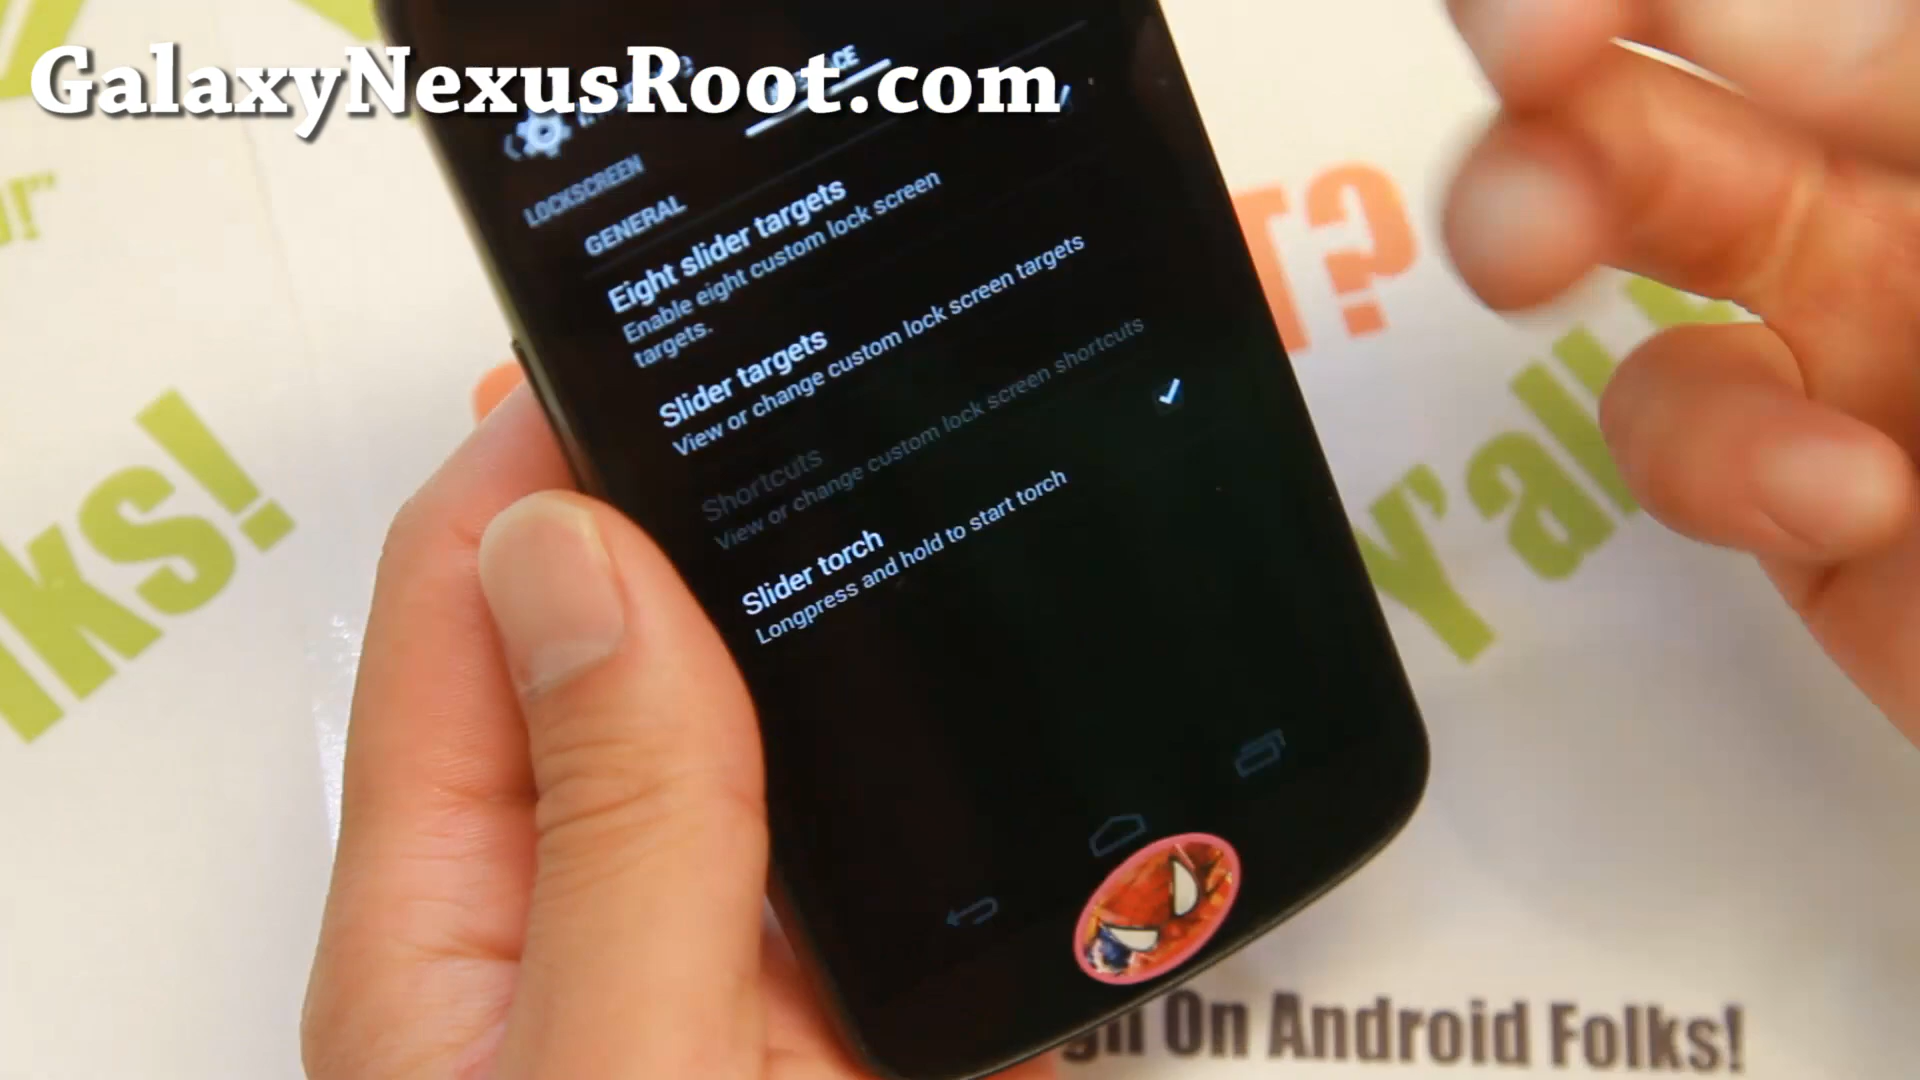 GalaxyNexusRoot.com
LOCKSCREEN
GENERAL
Eight slider targets
Enable eight custom lock screen
targets.
Slider targets
View or change custom lock screen targets
Shortcuts
View or change custom lock screen shortcuts
Slider torch
Longpress and hold to start torch
lks!
T?
Y'all
On Android Folks!